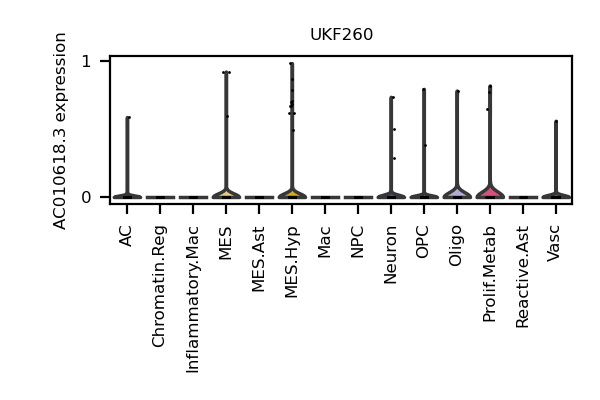 UKF260
AC010618.3 expression
1
0
AC
Chromatin.Reg
Inflammatory.Mac
MES
MES.Ast
MES.Hyp
Mac
NPC
Neuron
OPC
Oligo
Prolif.Metab
Reactive.Ast
Vasc